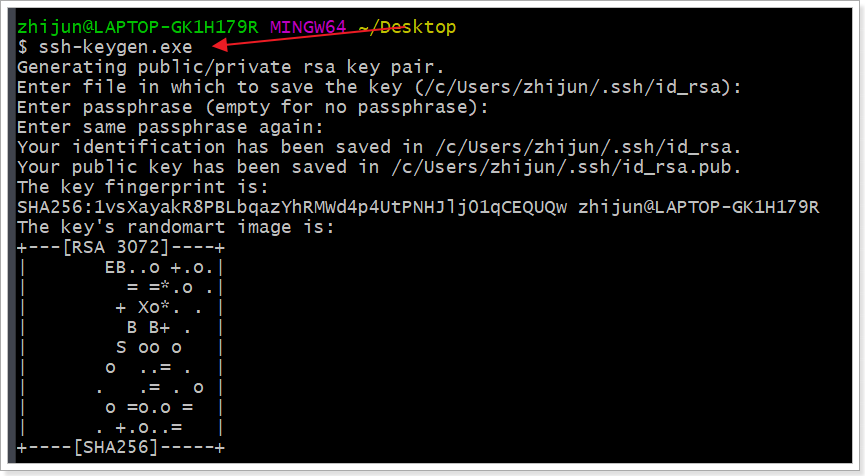 zhijun@LAPTOP-GK1H179R MINGW64 ~/Desktop
$ ssh-keygen.exe
Generating public/private rsa key pair.
Enter file in which to save the key (/c/Users/zhijun/.ssh/id_rsa):
Enter passphrase (empty for no passphrase):
Enter same passphrase again:
Your identification has been saved in /c/Users/zhijun/.ssh/id_rsa.
Your public key has been saved in /c/Users/zhijun/.ssh/id_rsa.pub.
The key fingerprint is:
SHA256:1vsXayakR8PBLbqazYhRMWd4p4UtPNHJlj01qCEQUQw zhijun@LAPTOP-GK1H179R
The key's randomart image is:
+---[RSA 3072]----+
|       EB..o +.o.|
|         = =*.o .|
|        + Xo*. . |
|         B B+ .  |
|        S oo o   |
|       o  ..= .  |
|      .   .= . o |
|       o =o.o =  |
|      . +.o..=   |
+----[SHA256]-----+